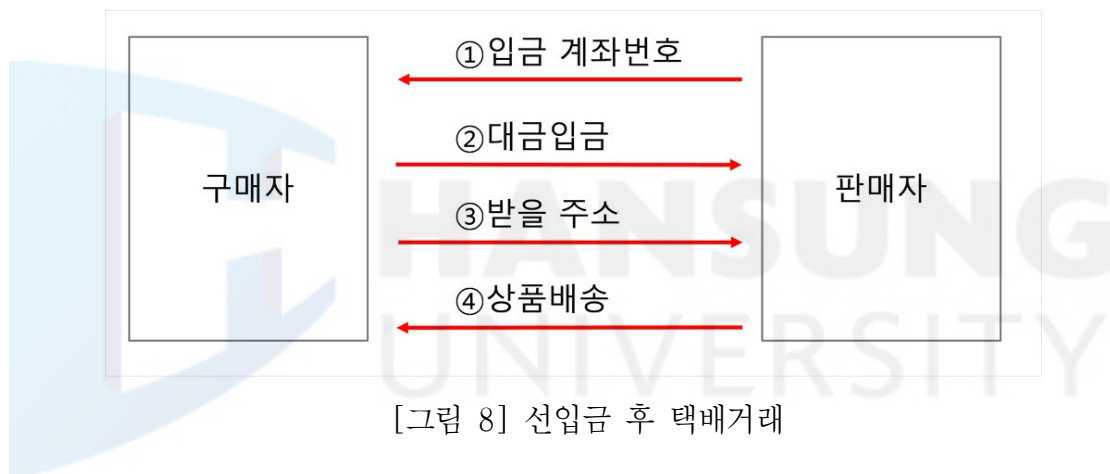 ①입금 계좌번호
②대금입금
구매자
판매자
③받을 주소
④상품배송
HANSUNG
UNIVERSITY
[그림 8] 선입금 후 택배거래